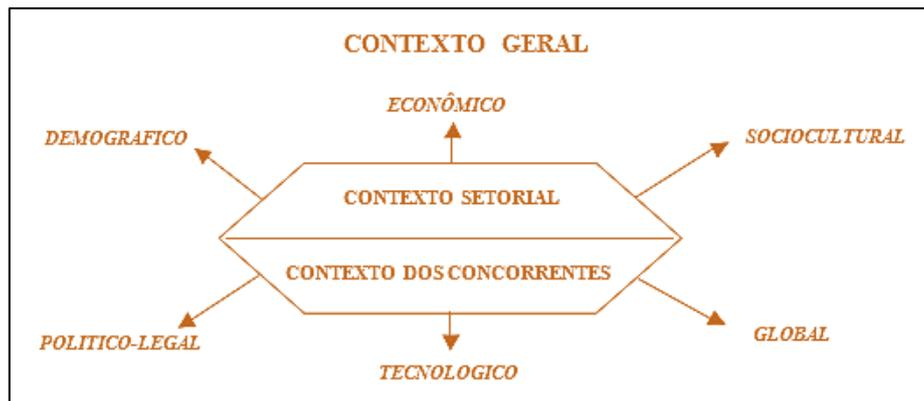 CONTEXTO GERAL
ECONÔMICO
DEMOGRAFICO
SOCIOCULTURAL
CONTEXTO SETORIAL
CONTEXTO DOS CONCORRENTES
POLITICO-LEGAL
GLOBAL
TECNOLOGICO